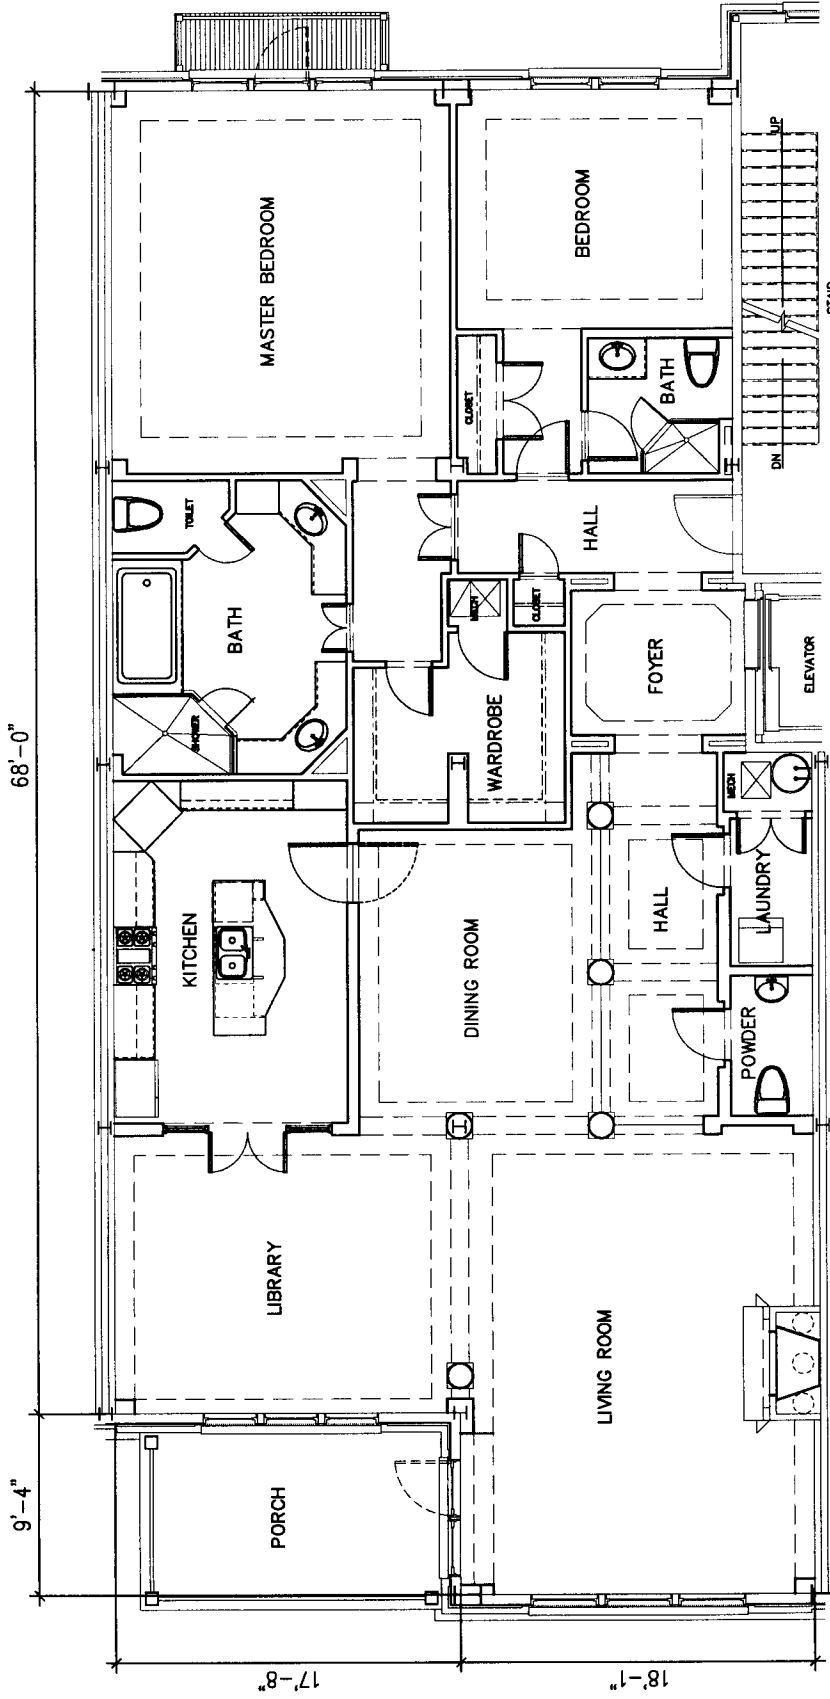 68'-0"
9'-4"
17'-8"
18'-1"
MASTER BEDROOM
BEDROOM
UP
DN
CLOSET
BATH
TOILET
BATH
SHOWER
HALL
MECH
CLOSET
FOYER
ELEVATOR
WARDROBE
KITCHEN
DINING ROOM
HALL
MECH
LAUNDRY
POWDER
LIBRARY
LIVING ROOM
PORCH